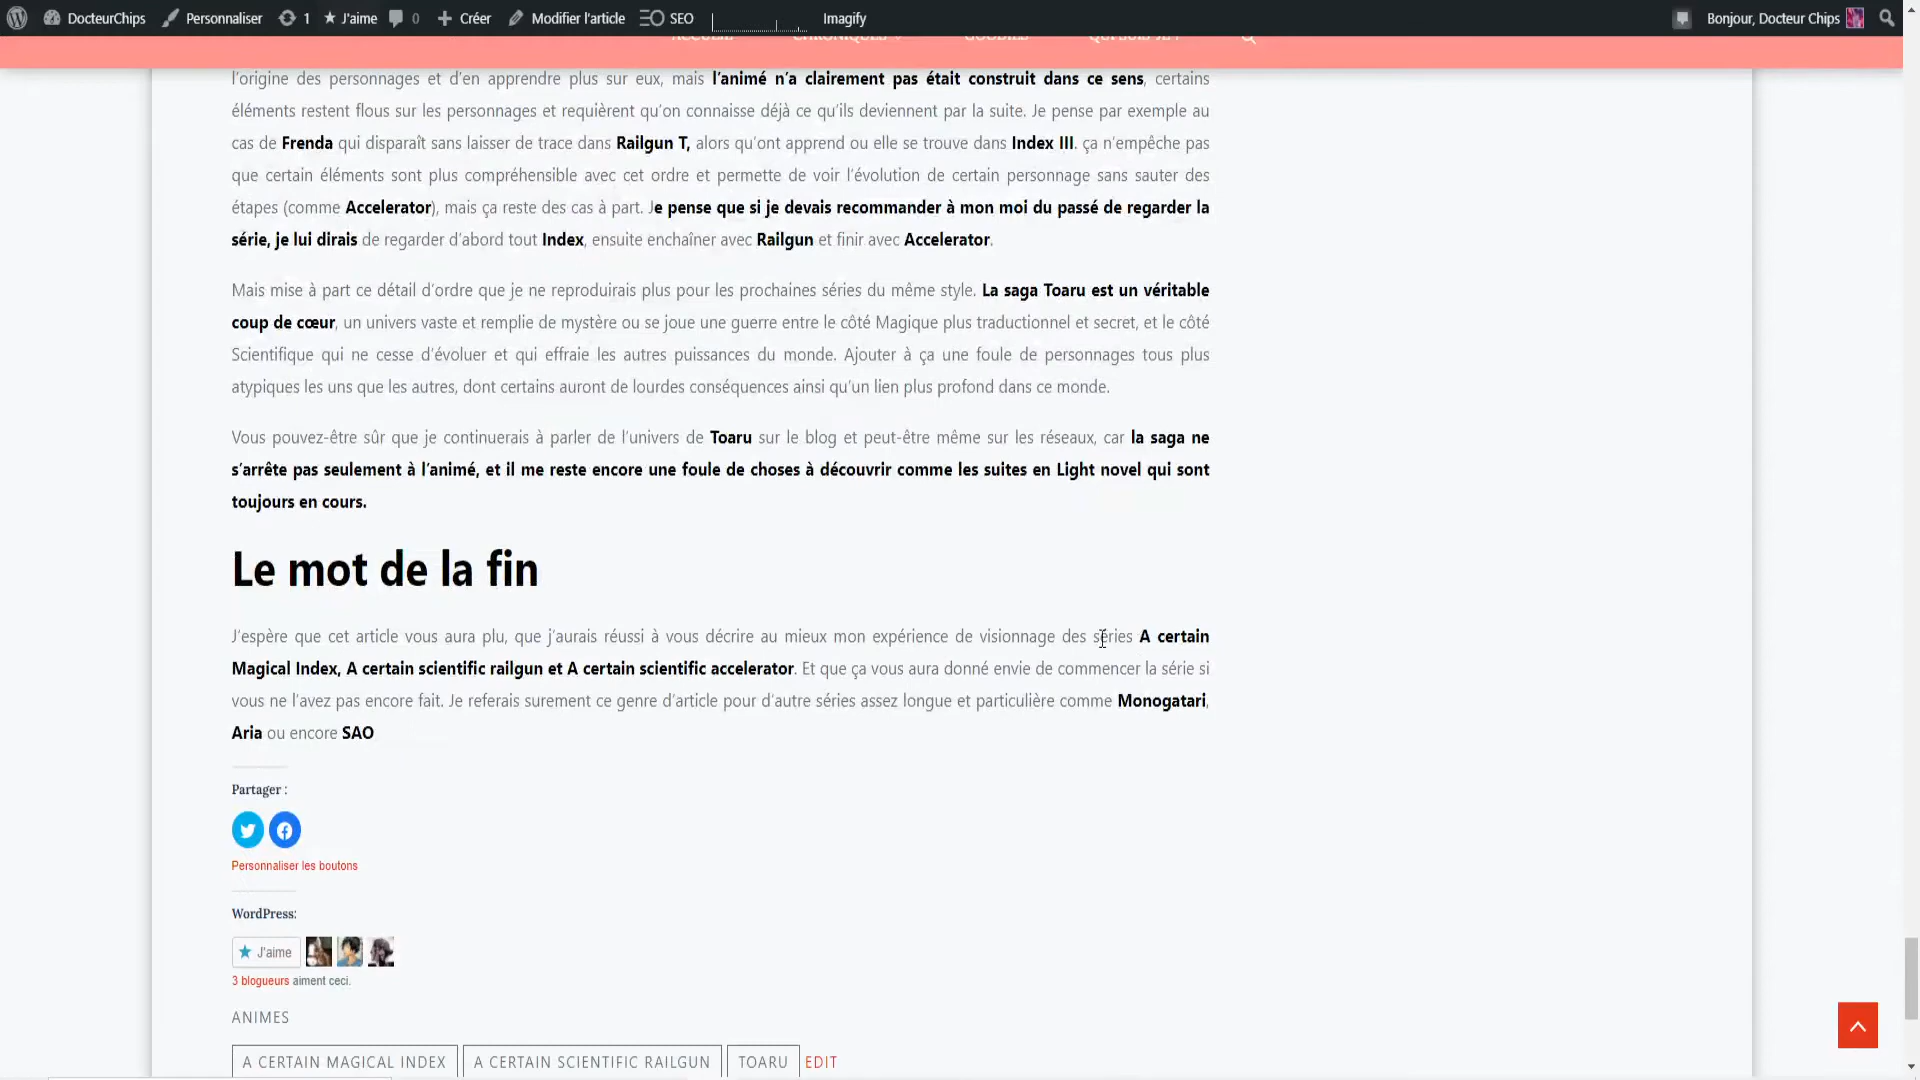 DocteurChips Personnaliser 1 J'aime 0 Créer Modifier l'article SEO Imagify Bonjour, Docteur Chips
l'origine des personnages et d'en apprendre plus sur eux, mais l'animé n'a clairement pas était construit dans ce sens, certains
éléments restent flous sur les personnages et requièrent qu'on connaisse déjà ce qu'ils deviennent par la suite. Je pense par exemple au
cas de Frenda qui disparaît sans laisser de trace dans Railgun T, alors qu'ont apprend ou elle se trouve dans Index III. ça n'empêche pas
que certain éléments sont plus compréhensible avec cet ordre et permette de voir l'évolution de certain personnage sans sauter des
étapes (comme Accelerator), mais ça reste des cas à part. Je pense que si je devais recommander à mon moi du passé de regarder la
série, je lui dirais de regarder d'abord tout Index, ensuite enchaîner avec Railgun et finir avec Accelerator.
Mais mise à part ce détail d'ordre que je ne reproduirais plus pour les prochaines séries du même style. La saga Toaru est un véritable
coup de cœur, un univers vaste et remplie de mystère ou se joue une guerre entre le côté Magique plus traductionnel et secret, et le côté
Scientifique qui ne cesse d'évoluer et qui effraie les autres puissances du monde. Ajouter à ça une foule de personnages tous plus
atypiques les uns que les autres, dont certains auront de lourdes conséquences ainsi qu'un lien plus profond dans ce monde.
Vous pouvez-être sûr que je continuerais à parler de l'univers de Toaru sur le blog et peut-être même sur les réseaux, car la saga ne
s'arrête pas seulement à l'animé, et il me reste encore une foule de choses à découvrir comme les suites en Light novel qui sont
toujours en cours.
Le mot de la fin
J'espère que cet article vous aura plu, que j'aurais réussi à vous décrire au mieux mon expérience de visionnage des séries A certain
Magical Index, A certain scientific railgun et A certain scientific accelerator. Et que ça vous aura donné envie de commencer la série si
vous ne l'avez pas encore fait. Je referais surement ce genre d'article pour d'autre séries assez longue et particulière comme Monogatari,
Aria ou encore SAO
Partager :
Personnaliser les boutons
WordPress:
J'aime
3 blogueurs aiment ceci.
ANIMES
A CERTAIN MAGICAL INDEX A CERTAIN SCIENTIFIC RAILGUN TOARU EDIT